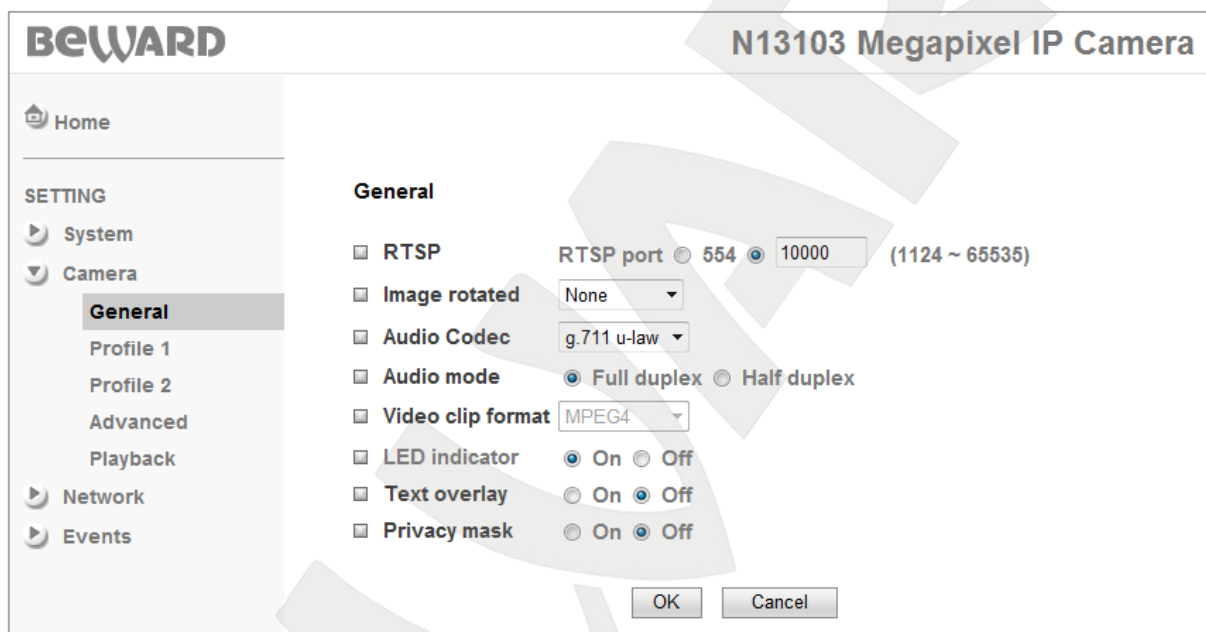 BEWARD
N13103 Megapixel IP Camera
Home
SETTING
System
Camera
General
Profile 1
Profile 2
Advanced
Playback
Network
Events
General
RTSP RTSP port 554 10000 (1124 ~ 65535)
Image rotated None
Audio Codec g.711 u-law
Audio mode Full duplex Half duplex
Video clip format MPEG4
LED indicator On Off
Text overlay On Off
Privacy mask On Off
OK Cancel